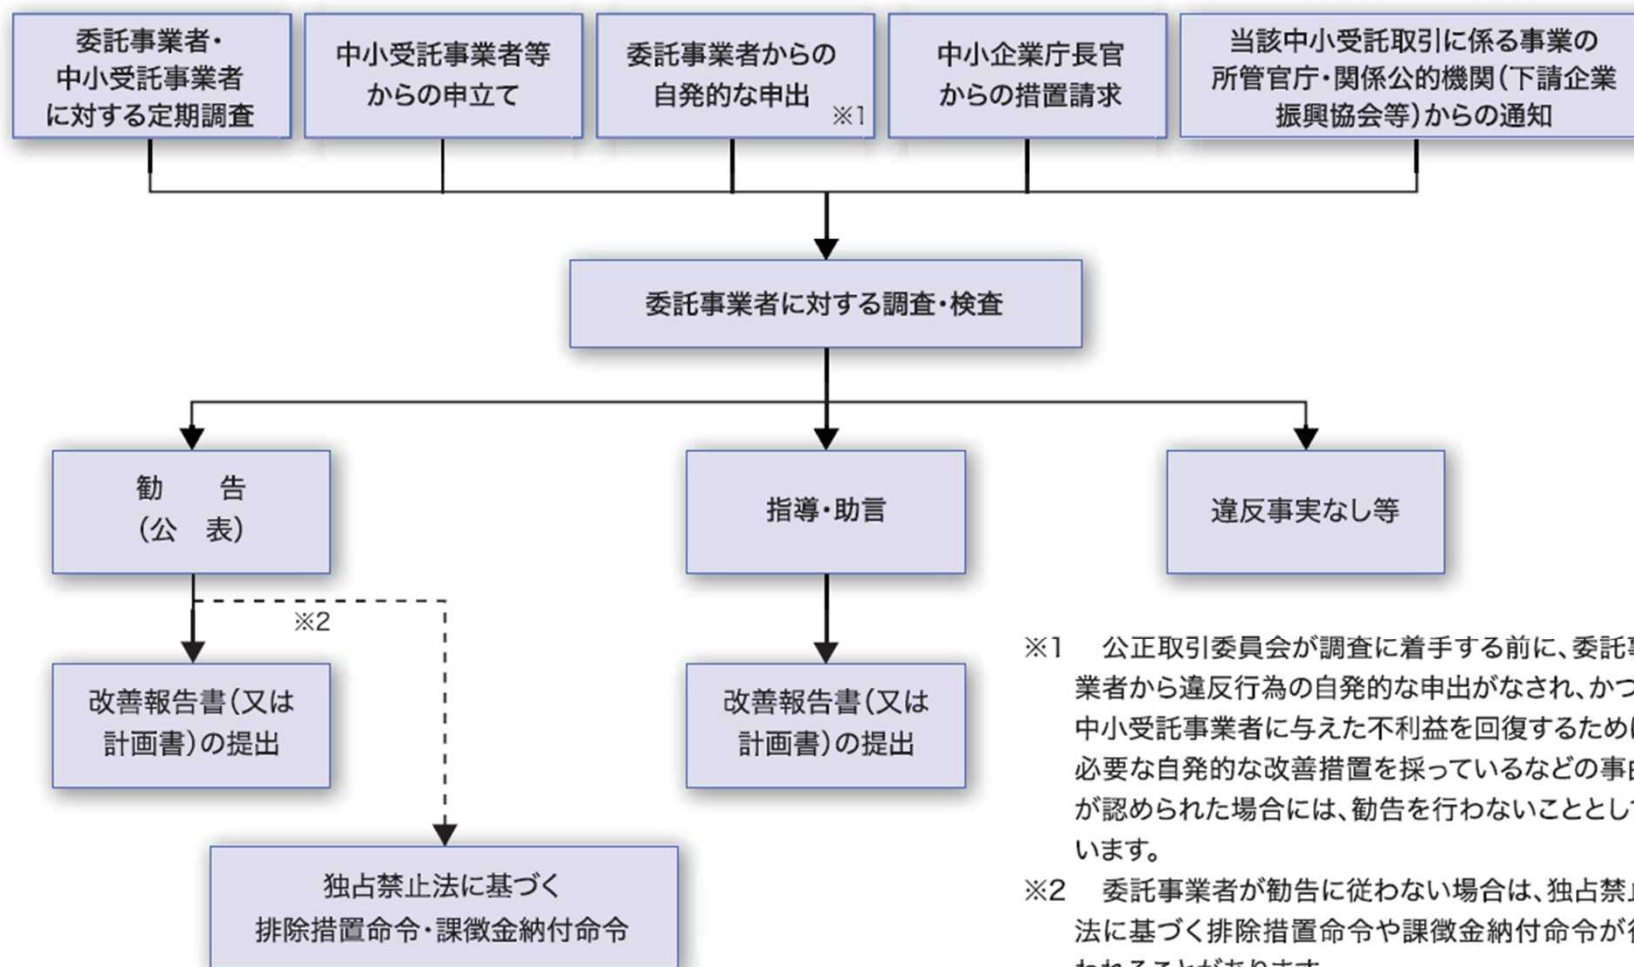 委託事業者・
中小受託事業者
に対する定期調査
中小受託事業者等
からの申立て
委託事業者からの
自発的な申出
※1
中小企業庁長官
からの措置請求
当該中小受託取引に係る事業の
所管官庁・関係公的機関（下請企業
振興協会等）からの通知
委託事業者に対する調査・検査
勧　告
（公　表）
指導・助言
違反事実なし等
※2
改善報告書（又は
計画書）の提出
改善報告書（又は
計画書）の提出
独占禁止法に基づく
排除措置命令・課徴金納付命令
※1　公正取引委員会が調査に着手する前に、委託事
業者から違反行為の自発的な申出がなされ、かつ
中小受託事業者に与えた不利益を回復するために
必要な自発的な改善措置を採っているなどの事由
が認められた場合には、勧告を行わないこととして
います。
※2　委託事業者が勧告に従わない場合は、独占禁止
法に基づく排除措置命令や課徴金納付命令が行
われることがあります。